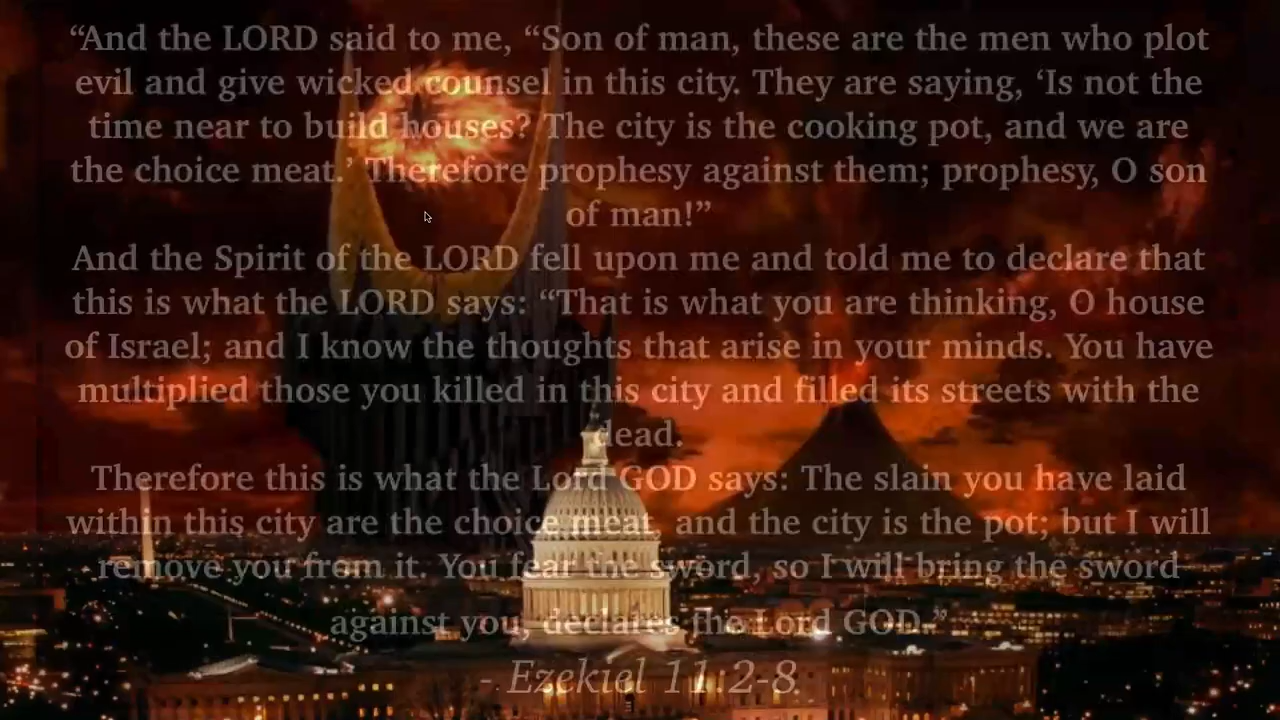 “And the LORD said to me, “Son of man, these are the men who plot
evil and give wicked counsel in this city. They are saying, ‘Is not the
time near to build houses? The city is the cooking pot, and we are
the choice meat.’ Therefore prophesy against them; prophesy, O son
of man!”
And the Spirit of the LORD fell upon me and told me to declare that
this is what the LORD says: “That is what you are thinking, O house
of Israel; and I know the thoughts that arise in your minds. You have
multiplied those you killed in this city and filled its streets with the
dead.
Therefore this is what the Lord GOD says: The slain you have laid
within this city are the choice meat, and the city is the pot; but I will
remove you from it. You fear the sword, so I will bring the sword
against you, declares the Lord GOD.”
- Ezekiel 11:2-8